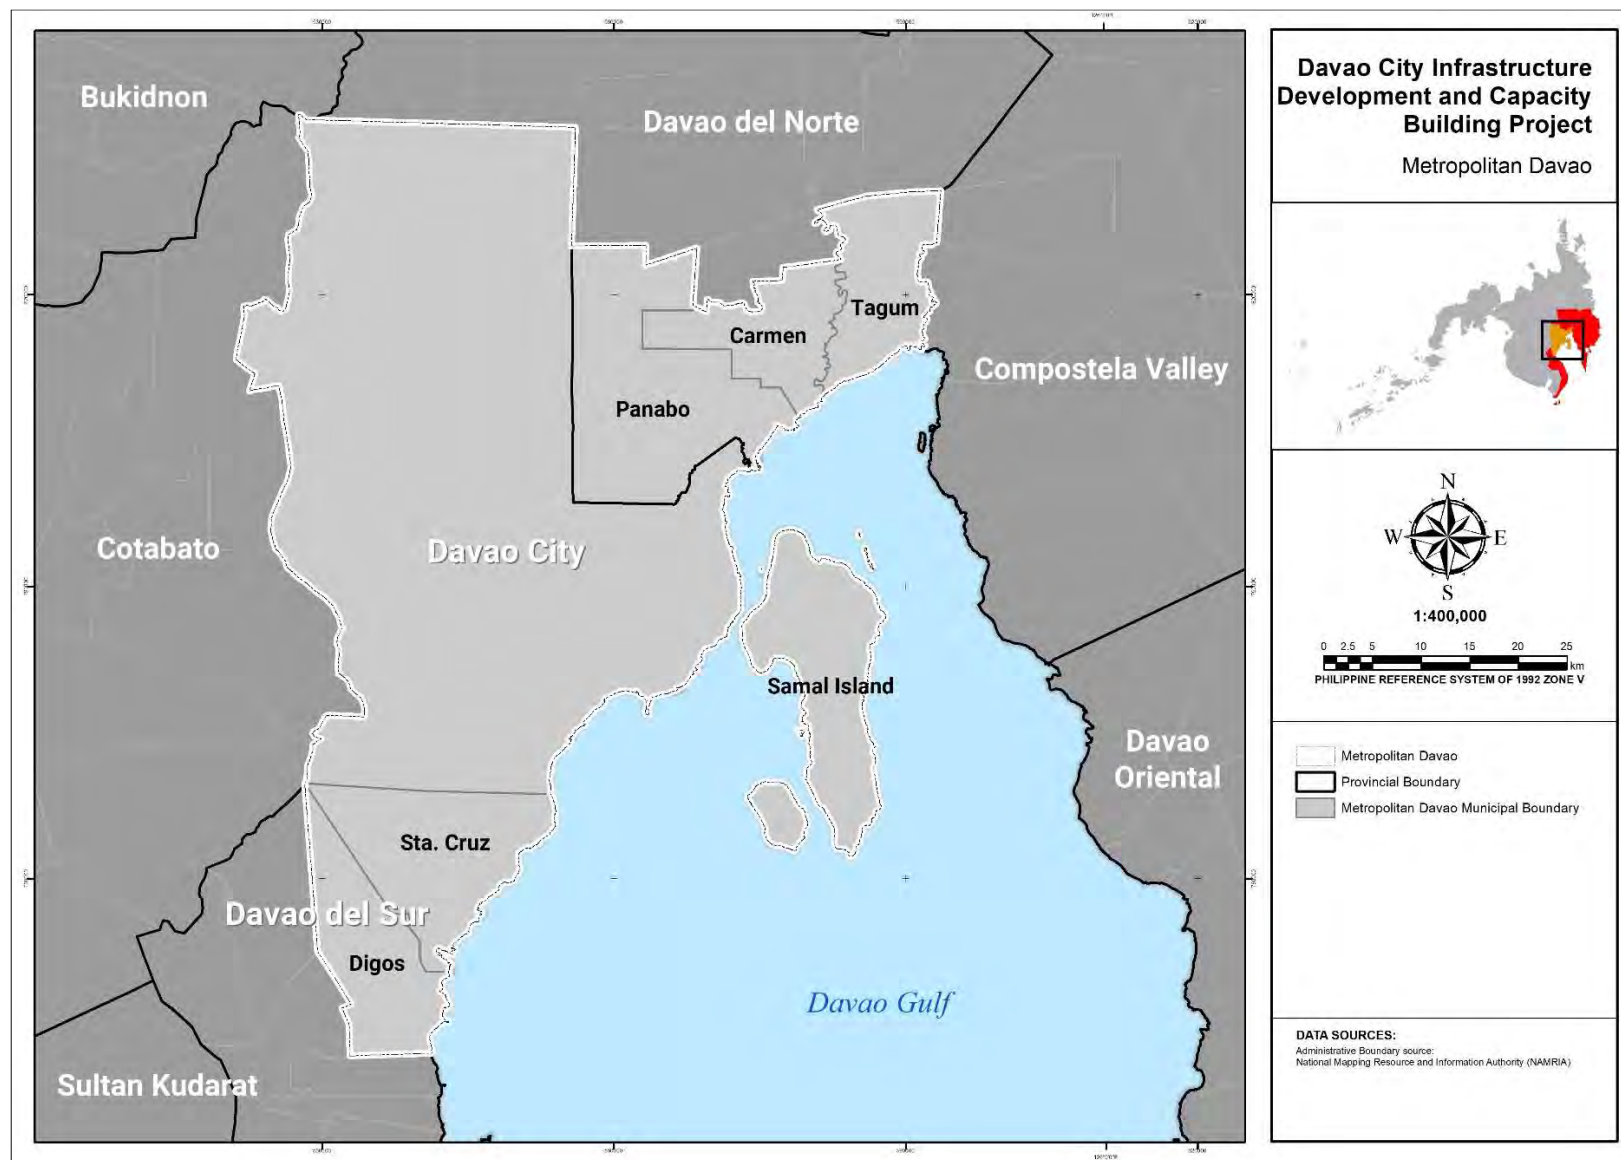 Bukidnon
Davao del Norte
Tagum
Carmen
Compostela Valley
Panabo
Cotabato
Davao City
Samal Island
Davao
Oriental
Sta. Cruz
Davao del Sur
Digos
Davao Gulf
Sultan Kudarat
Davao City Infrastructure
Development and Capacity
Building Project
Metropolitan Davao
N
W E
S
1:400,000
0 2.5 5 10 15 20 25
km
PHILIPPINE REFERENCE SYSTEM OF 1992 ZONE V
Metropolitan Davao
Provincial Boundary
Metropolitan Davao Municipal Boundary
DATA SOURCES:
Administrative Boundary source:
National Mapping Resource and Information Authority (NAMRIA)